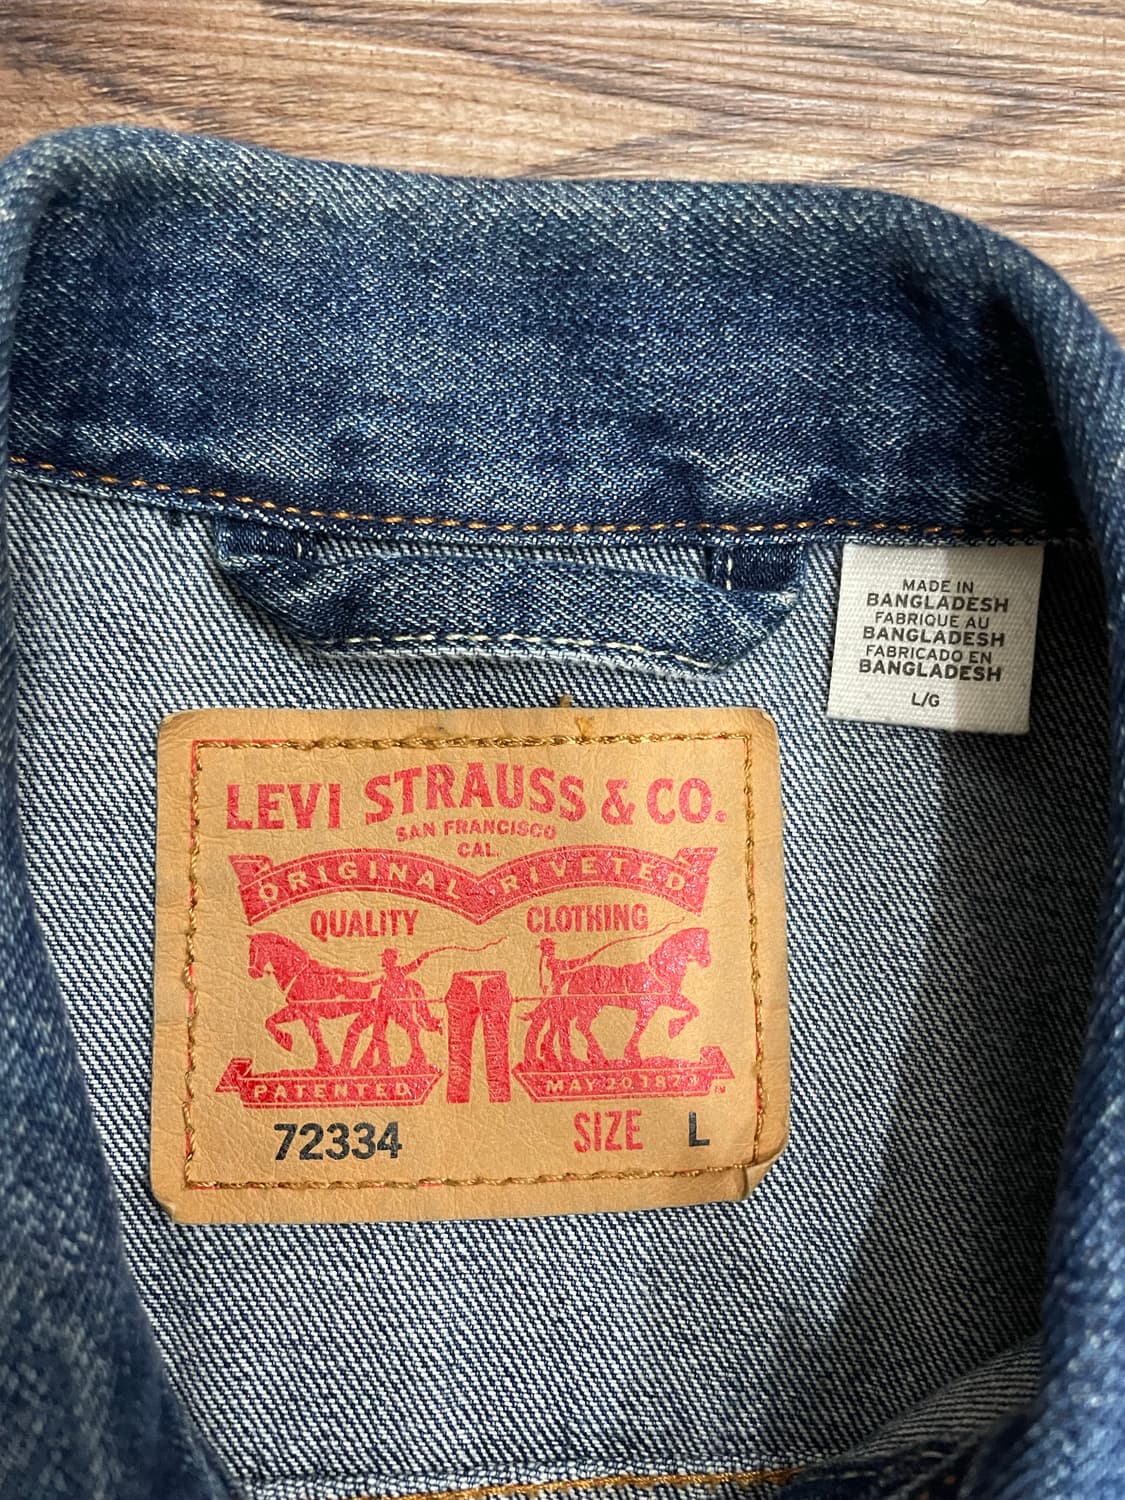 MADE IN
BANGLADESH
FABRIQUE AU
BANGLADESH
FABRICADO EN
BANGLADESH
L/G
LEVI STRAUSS & CO.
SAN FRANCISCO
CAL.
ORIGINAL RIVETED
QUALITY CLOTHING
PATENTED MAY 20 1873 TM
72334 SIZE L